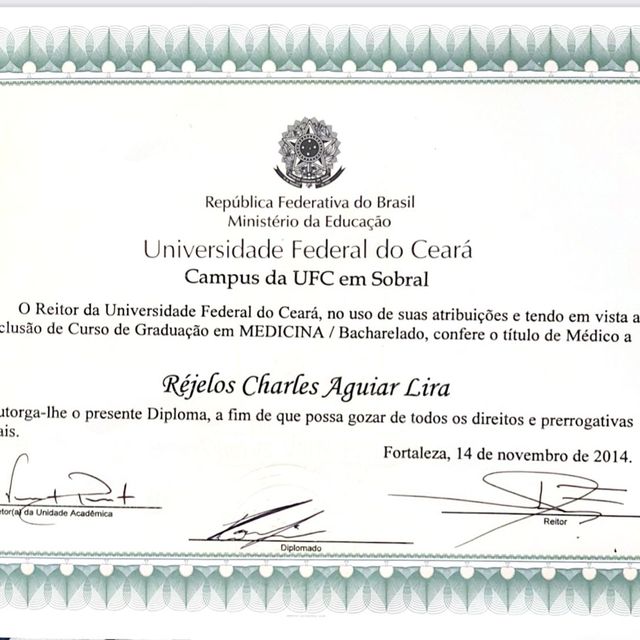 República Federativa do Brasil
Ministério da Educação
Universidade Federal do Ceará
Campus da UFC em Sobral
O Reitor da Universidade Federal do Ceará, no uso de suas atribuições e tendo em vista a
clusão de Curso de Graduação em MEDICINA / Bacharelado, confere o título de Médico a
Réjelos Charles Aguiar Lira
utorga-lhe o presente Diploma, a fim de que possa gozar de todos os direitos e prerrogativas
ais.
Fortaleza, 14 de novembro de 2014.
etor(a) da Unidade Acadêmica
Diplomado
Reitor